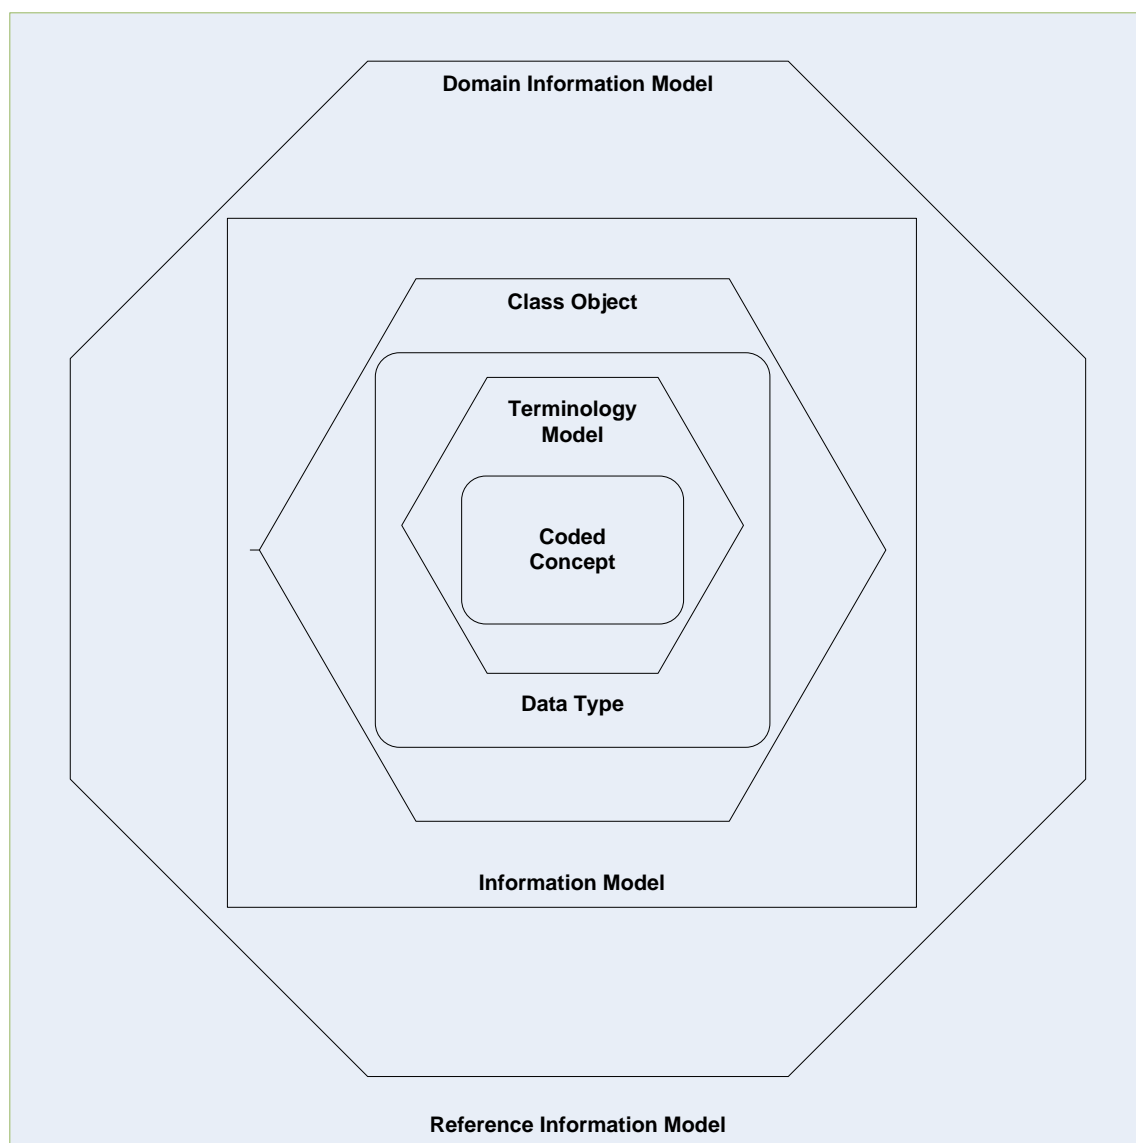 Domain Information Model
Class Object
Terminology
Model
Coded
Concept
Data Type
Information Model
Reference Information Model